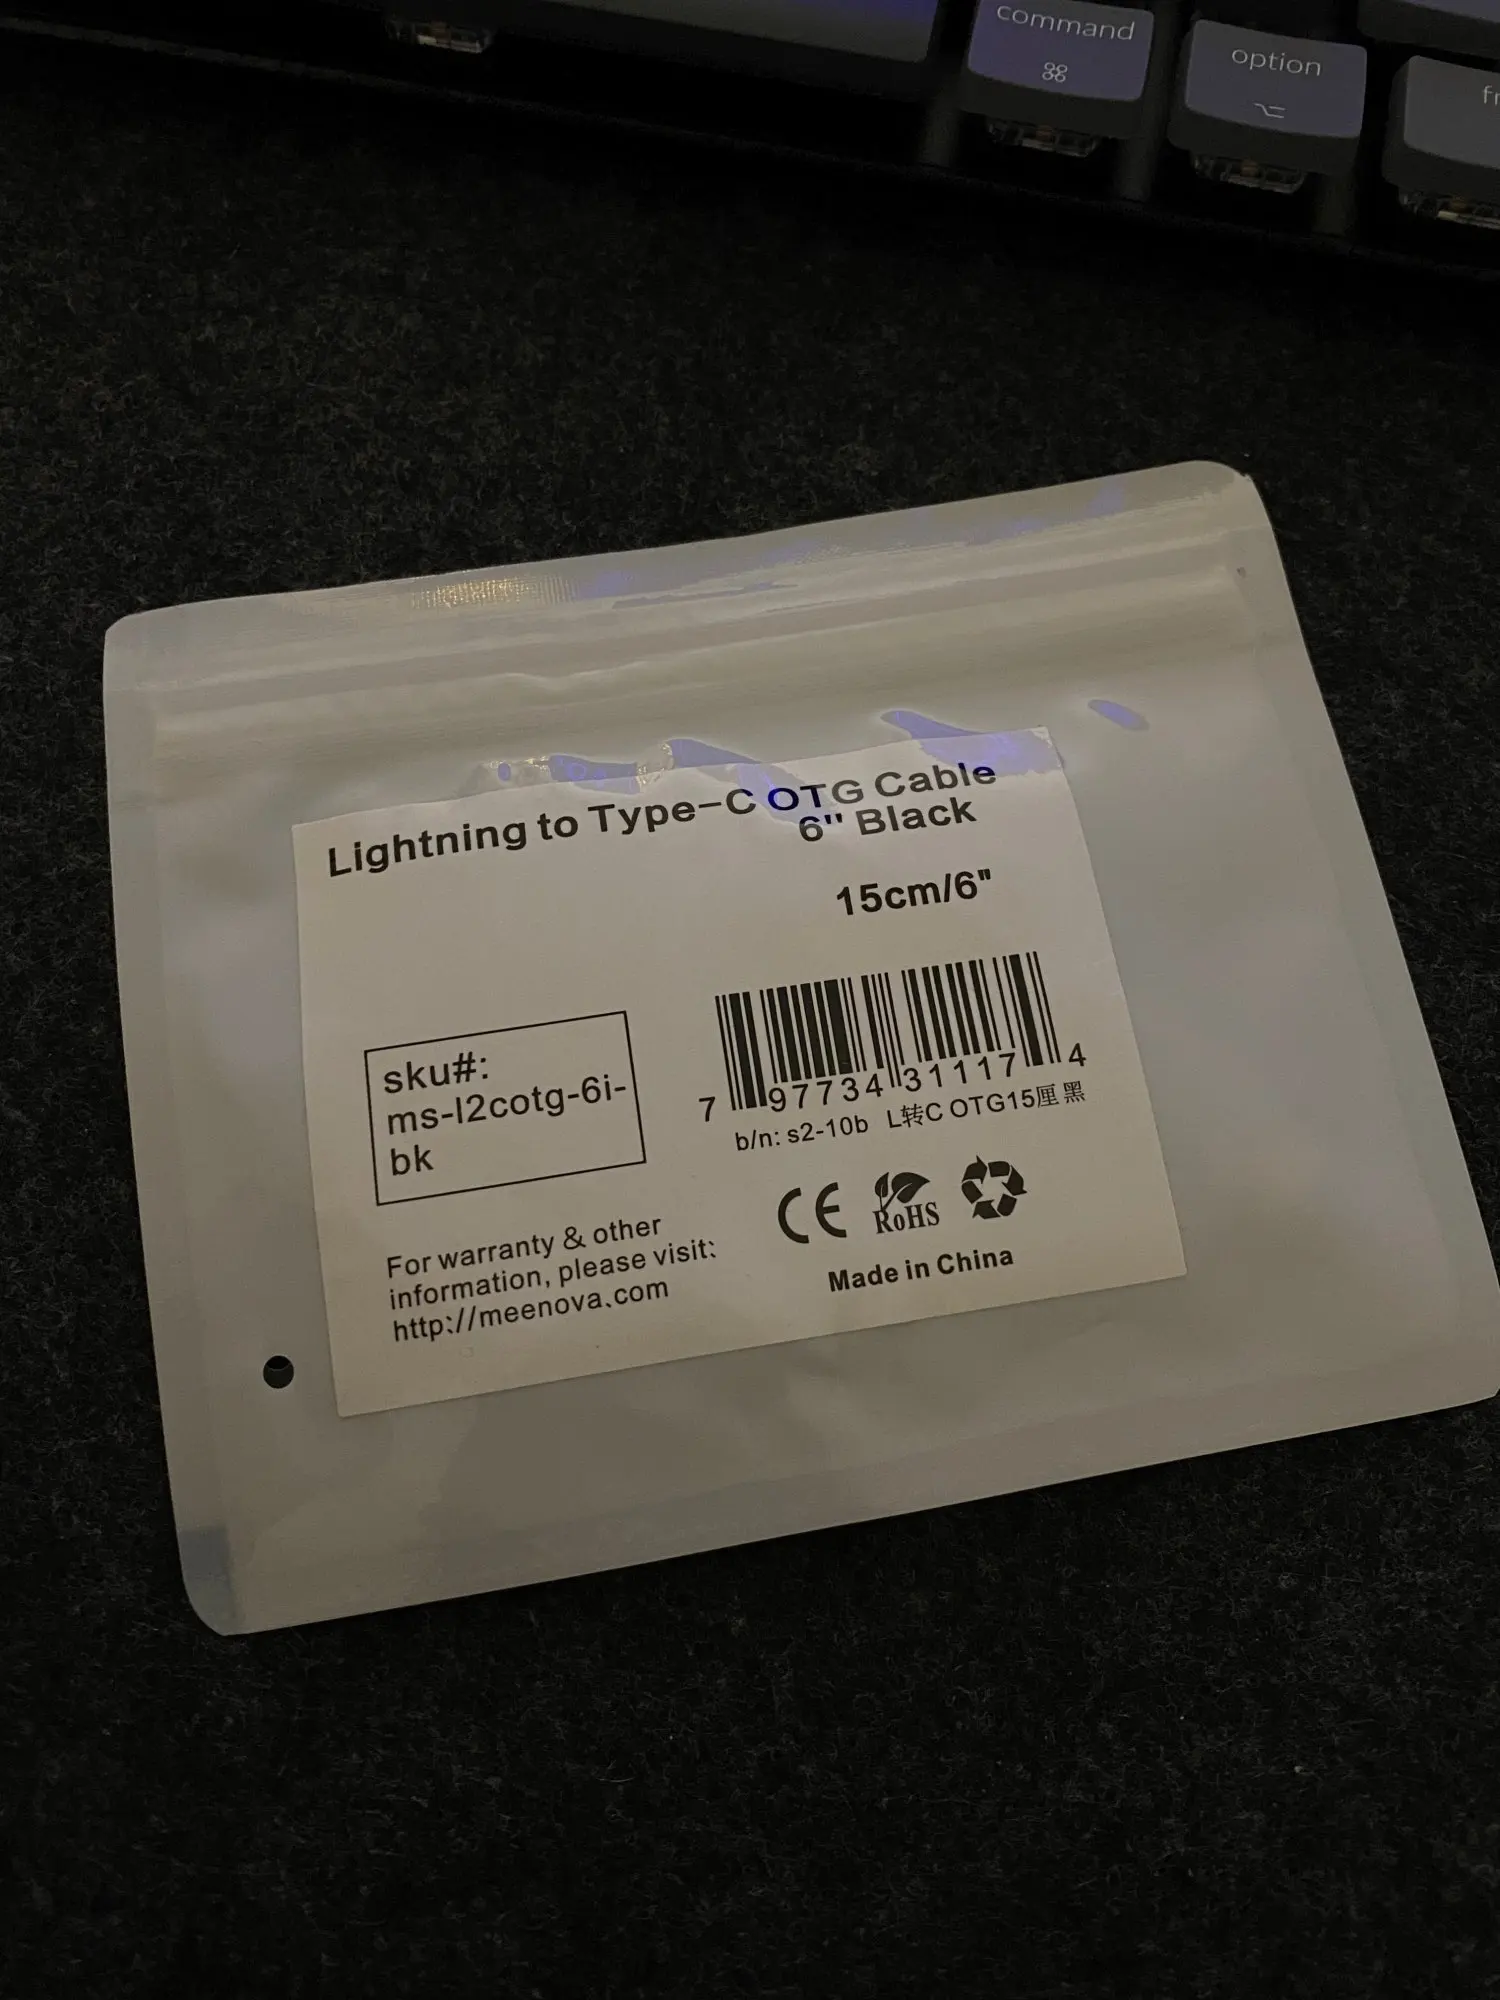 command
⌘
option
⌥
Lightning to Type-C OTG Cable
6'' Black
15cm/6"
sku#:
ms-l2cotg-6i-
bk
7 97734 31117 4
b/n: s2-10b L转C OTG15厘 黑
CE RoHS
For warranty & other
information, please visit:
http://meenova.com
Made in China